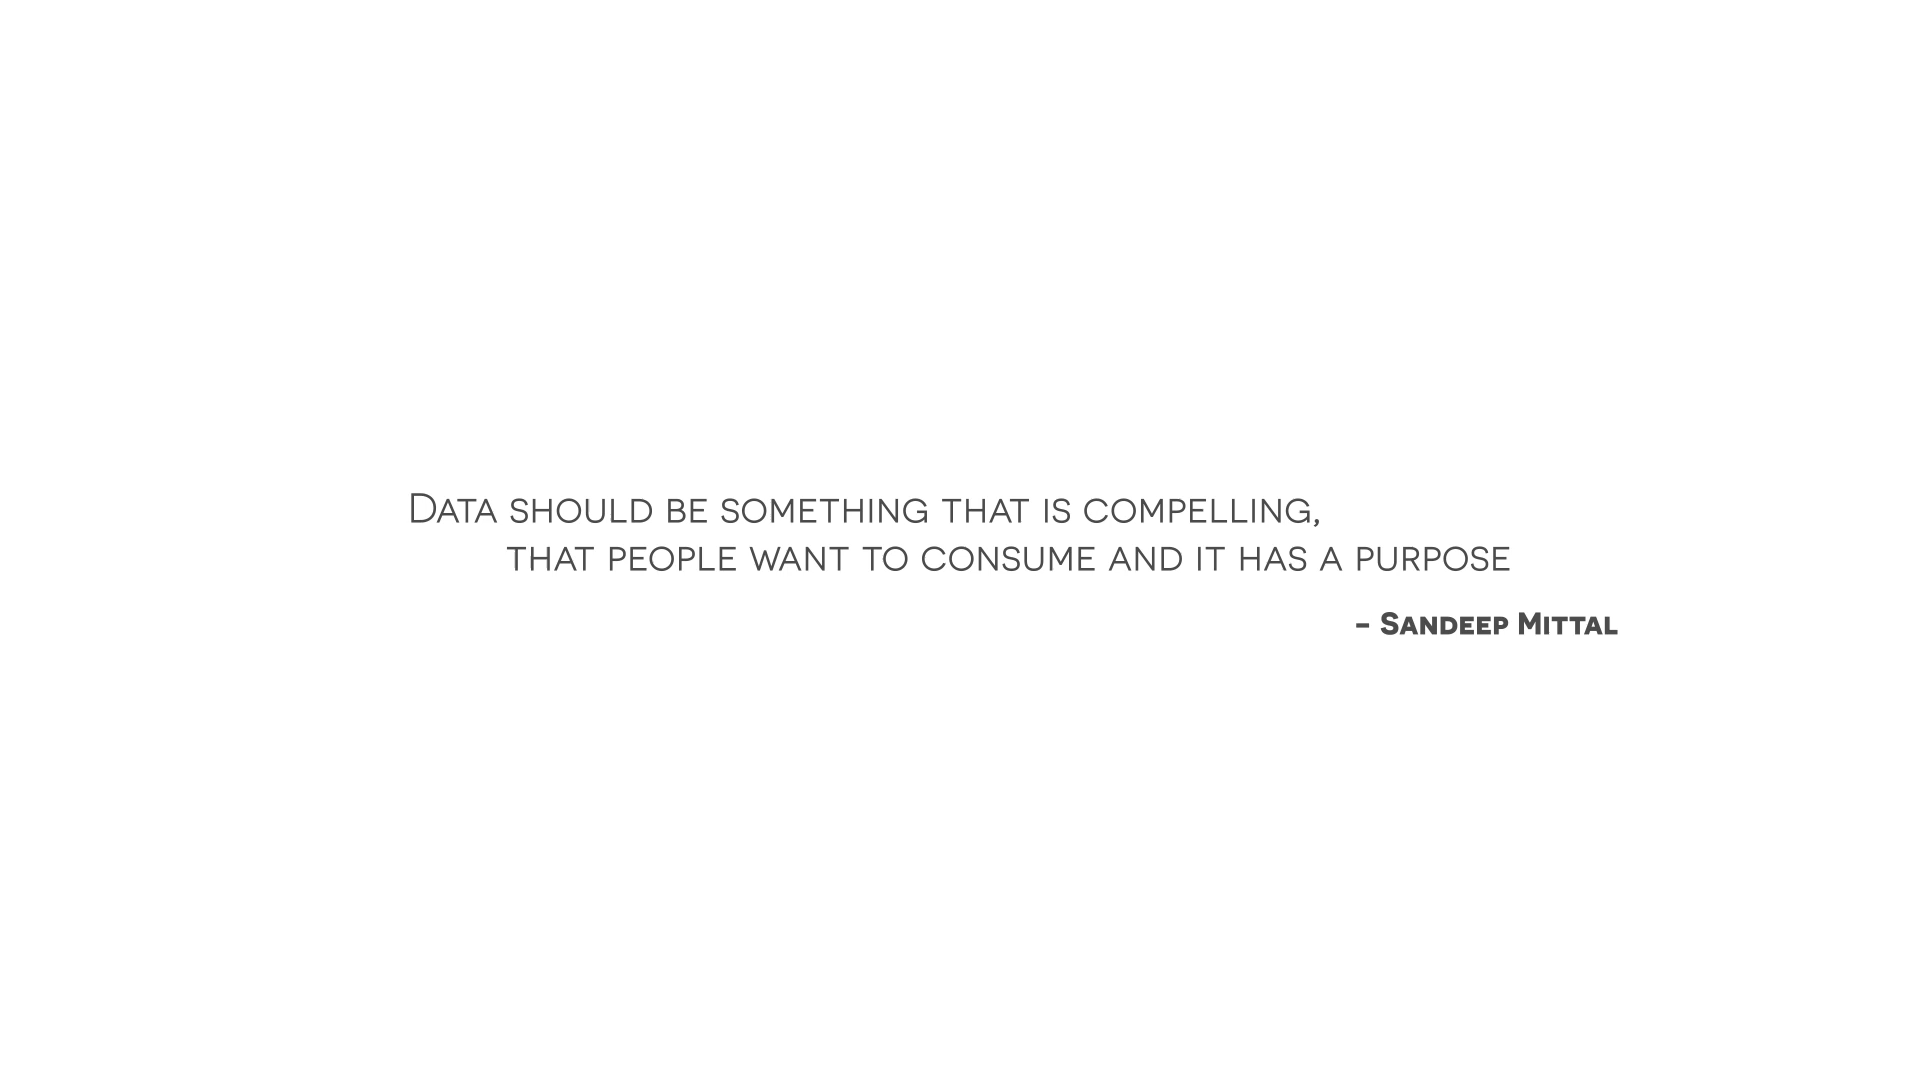 Data should be something that is compelling,
that people want to consume and it has a purpose
– Sandeep Mittal